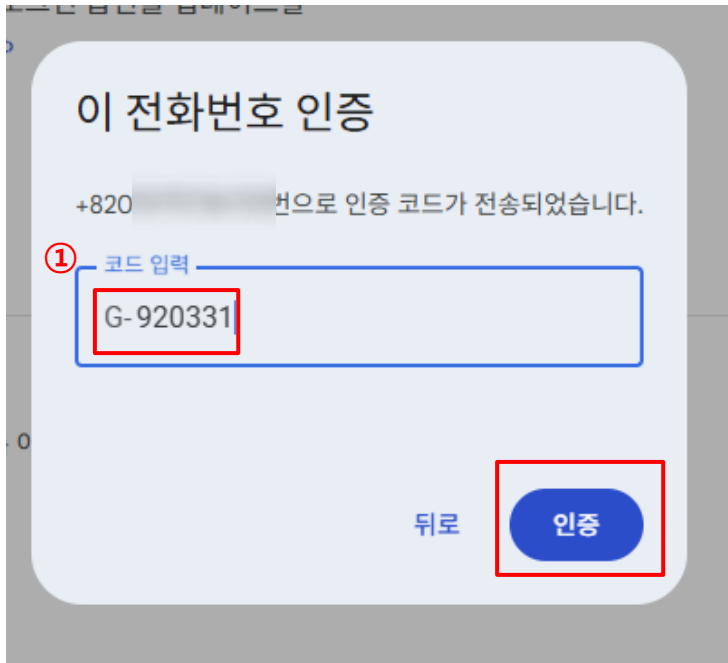 이 전화번호 인증
+820 번으로 인증 코드가 전송되었습니다.
①
코드 입력
G-920331
뒤로
인증